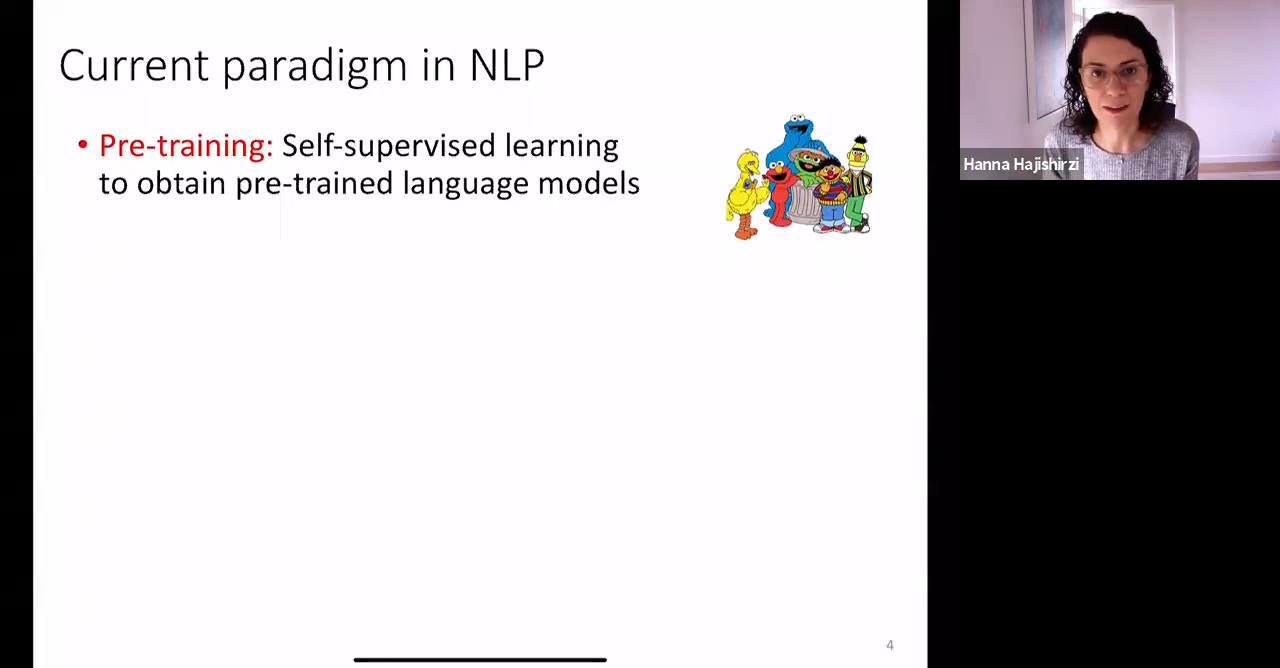 Current paradigm in NLP
• Pre-training: Self-supervised learning
to obtain pre-trained language models
Hanna Hajishirzi
4